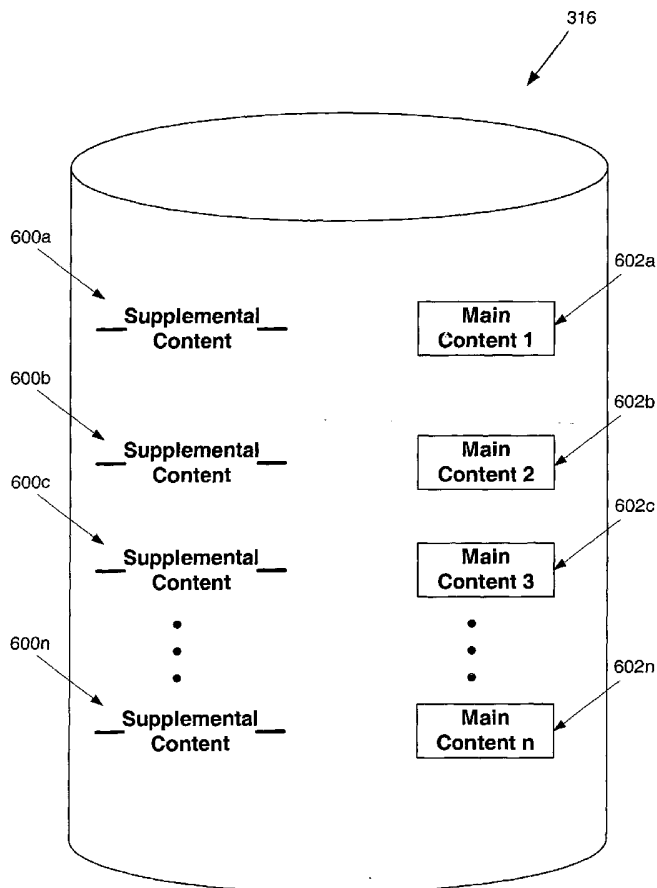 316
600a
602a
Supplemental
Content
Main
Content 1
600b
602b
Supplemental
Content
Main
Content 2
600c
602c
Supplemental
Content
Main
Content 3
600n
602n
Supplemental
Content
Main
Content n